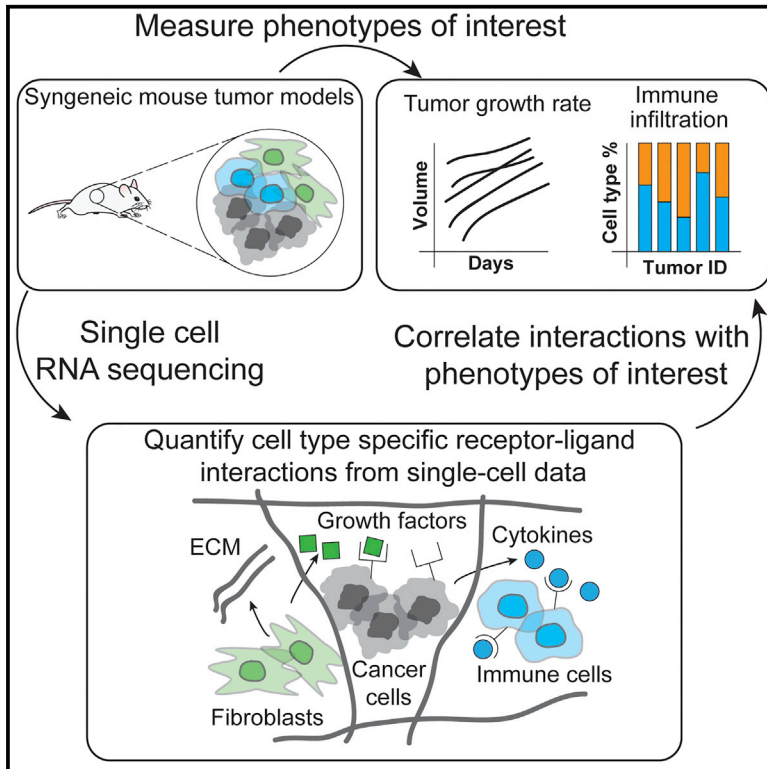 Measure phenotypes of interest
Syngeneic mouse tumor models
Tumor growth rate
Volume
Days
Immune
infiltration
Cell type %
Tumor ID
Single cell
RNA sequencing
Correlate interactions with
phenotypes of interest
Quantify cell type specific receptor-ligand
interactions from single-cell data
ECM
Growth factors
Cytokines
Fibroblasts
Cancer
cells
Immune cells